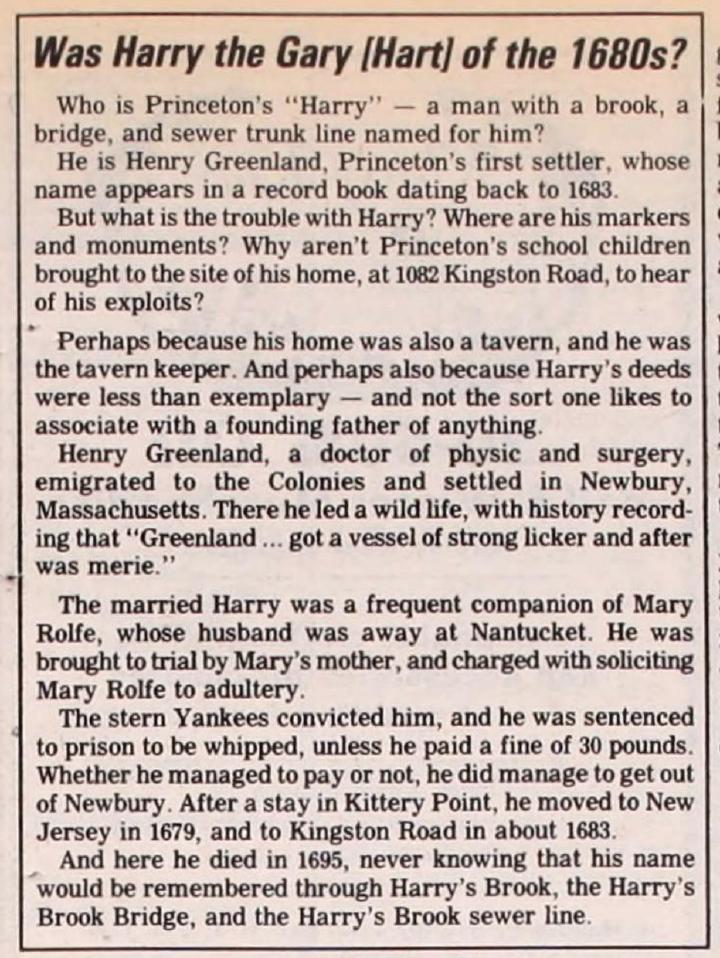 Was Harry the Gary [Hart] of the 1680s?
Who is Princeton's "Harry" — a man with a brook, a
bridge, and sewer trunk line named for him?
He is Henry Greenland, Princeton's first settler, whose
name appears in a record book dating back to 1683.
But what is the trouble with Harry? Where are his markers
and monuments? Why aren't Princeton's school children
brought to the site of his home, at 1082 Kingston Road, to hear
of his exploits?
Perhaps because his home was also a tavern, and he was
the tavern keeper. And perhaps also because Harry's deeds
were less than exemplary — and not the sort one likes to
associate with a founding father of anything.
Henry Greenland, a doctor of physic and surgery,
emigrated to the Colonies and settled in Newbury,
Massachusetts. There he led a wild life, with history record-
ing that "Greenland ... got a vessel of strong licker and after
was merie."
The married Harry was a frequent companion of Mary
Rolfe, whose husband was away at Nantucket. He was
brought to trial by Mary's mother, and charged with soliciting
Mary Rolfe to adultery.
The stern Yankees convicted him, and he was sentenced
to prison to be whipped, unless he paid a fine of 30 pounds.
Whether he managed to pay or not, he did manage to get out
of Newbury. After a stay in Kittery Point, he moved to New
Jersey in 1679, and to Kingston Road in about 1683.
And here he died in 1695, never knowing that his name
would be remembered through Harry's Brook, the Harry's
Brook Bridge, and the Harry's Brook sewer line.